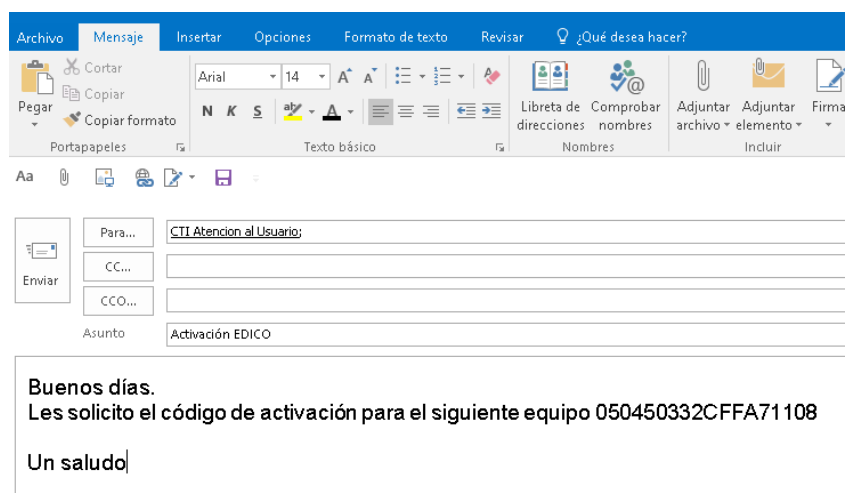 Archivo Mensaje Insertar Opciones Formato de texto Revisar ¿Qué desea hacer?
Pegar
Cortar
Copiar
Copiar formato
Portapapeles
Arial 14
N K S
Texto básico
Libreta de direcciones
Comprobar nombres
Nombres
Adjuntar archivo
Adjuntar elemento
Firma
Incluir
Aa
Enviar
Para... CTI Atencion al Usuario;
CC...
CCO...
Asunto Activación EDICO
Buenos días.
Les solicito el código de activación para el siguiente equipo 050450332CFFA71108
Un saludo